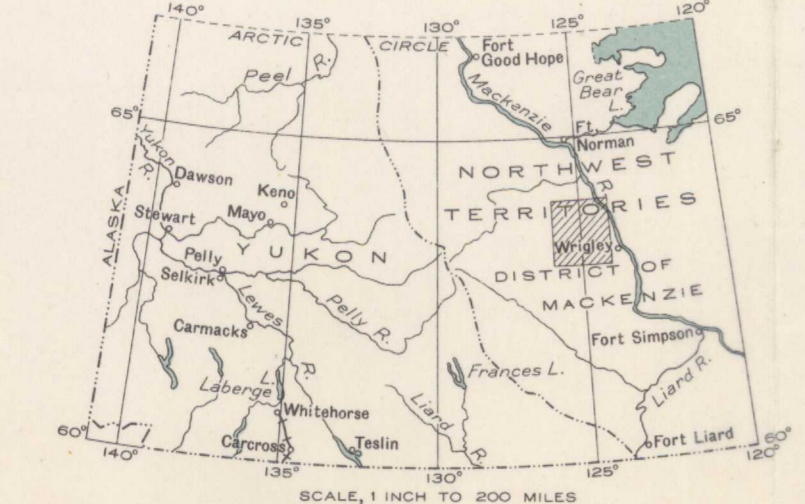 140° 135° 130° 125° 120°
ARCTIC CIRCLE
Peel R.
Fort Good Hope
Great Bear L.
Mackenzie R.
65° 65°
Ft. Norman
Yukon R.
NORTHWEST
TERRITORIES
Dawson
Keno
Mayo
Stewart
ALASKA
YUKON
Wrigley
Pelly
Selkirk
DISTRICT OF
MACKENZIE
Lewes R.
Pelly R.
Carmacks
Fort Simpson
Frances L.
L. Laberge
Liard R.
Liard R.
Whitehorse
Carcross
Teslin
Fort Liard
60° 60°
140° 135° 130° 125° 120°
SCALE, 1 INCH TO 200 MILES